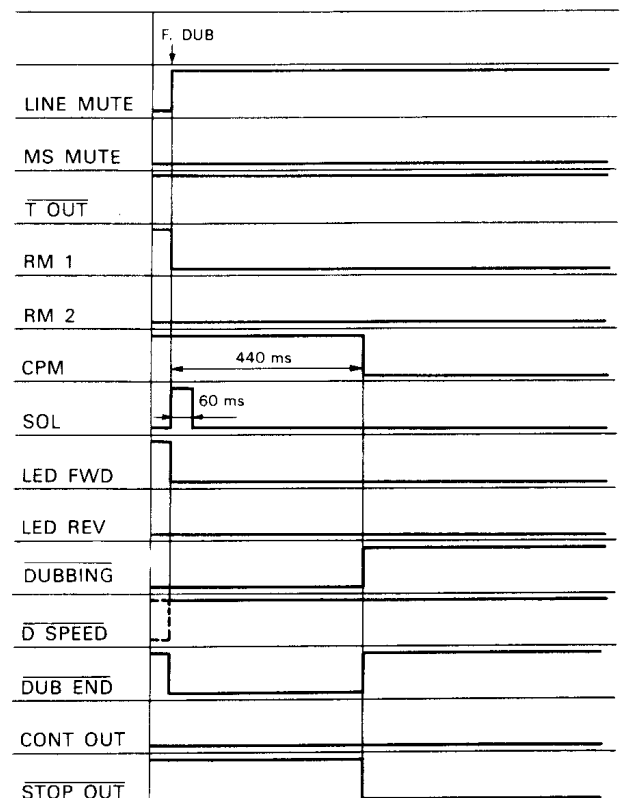 F. DUB
LINE MUTE
MS MUTE
T OUT
RM 1
RM 2
CPM
440 ms
SOL
60 ms
LED FWD
LED REV
DUBBING
D SPEED
DUB END
CONT OUT
STOP OUT